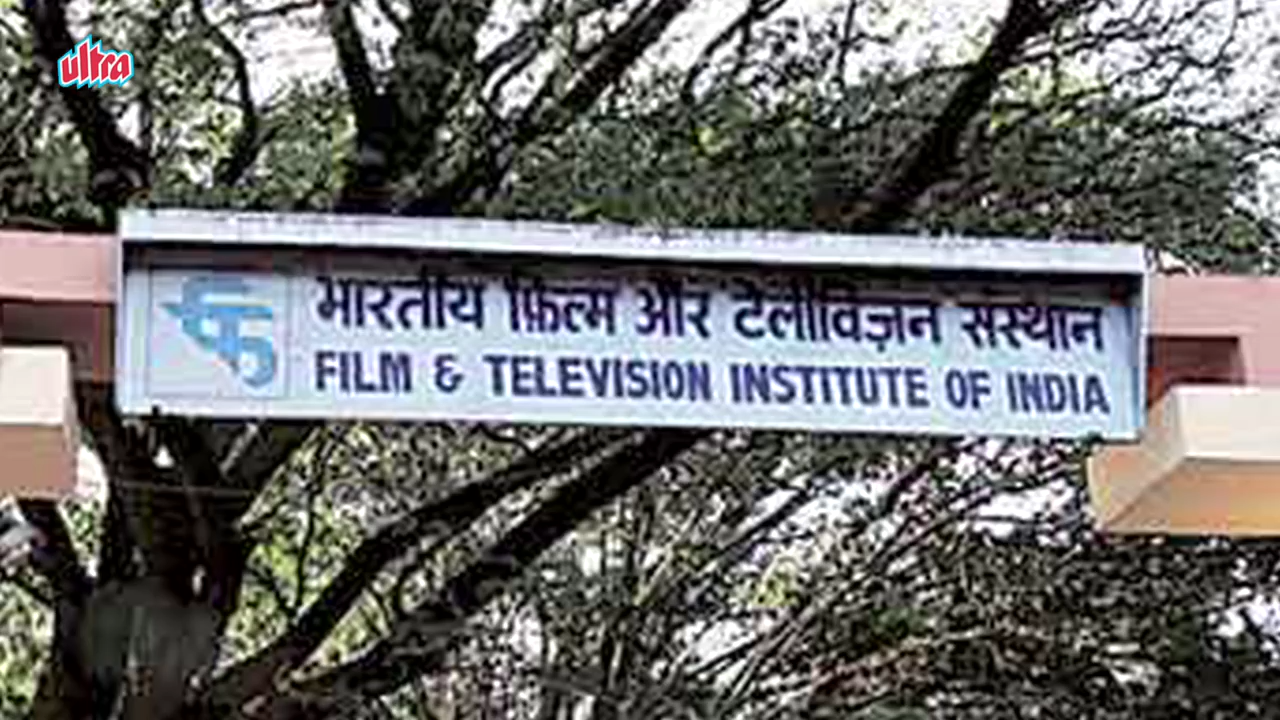 ultra
भारतीय फ़िल्म और टेलीविज़न संस्थान
FILM & TELEVISION INSTITUTE OF INDIA